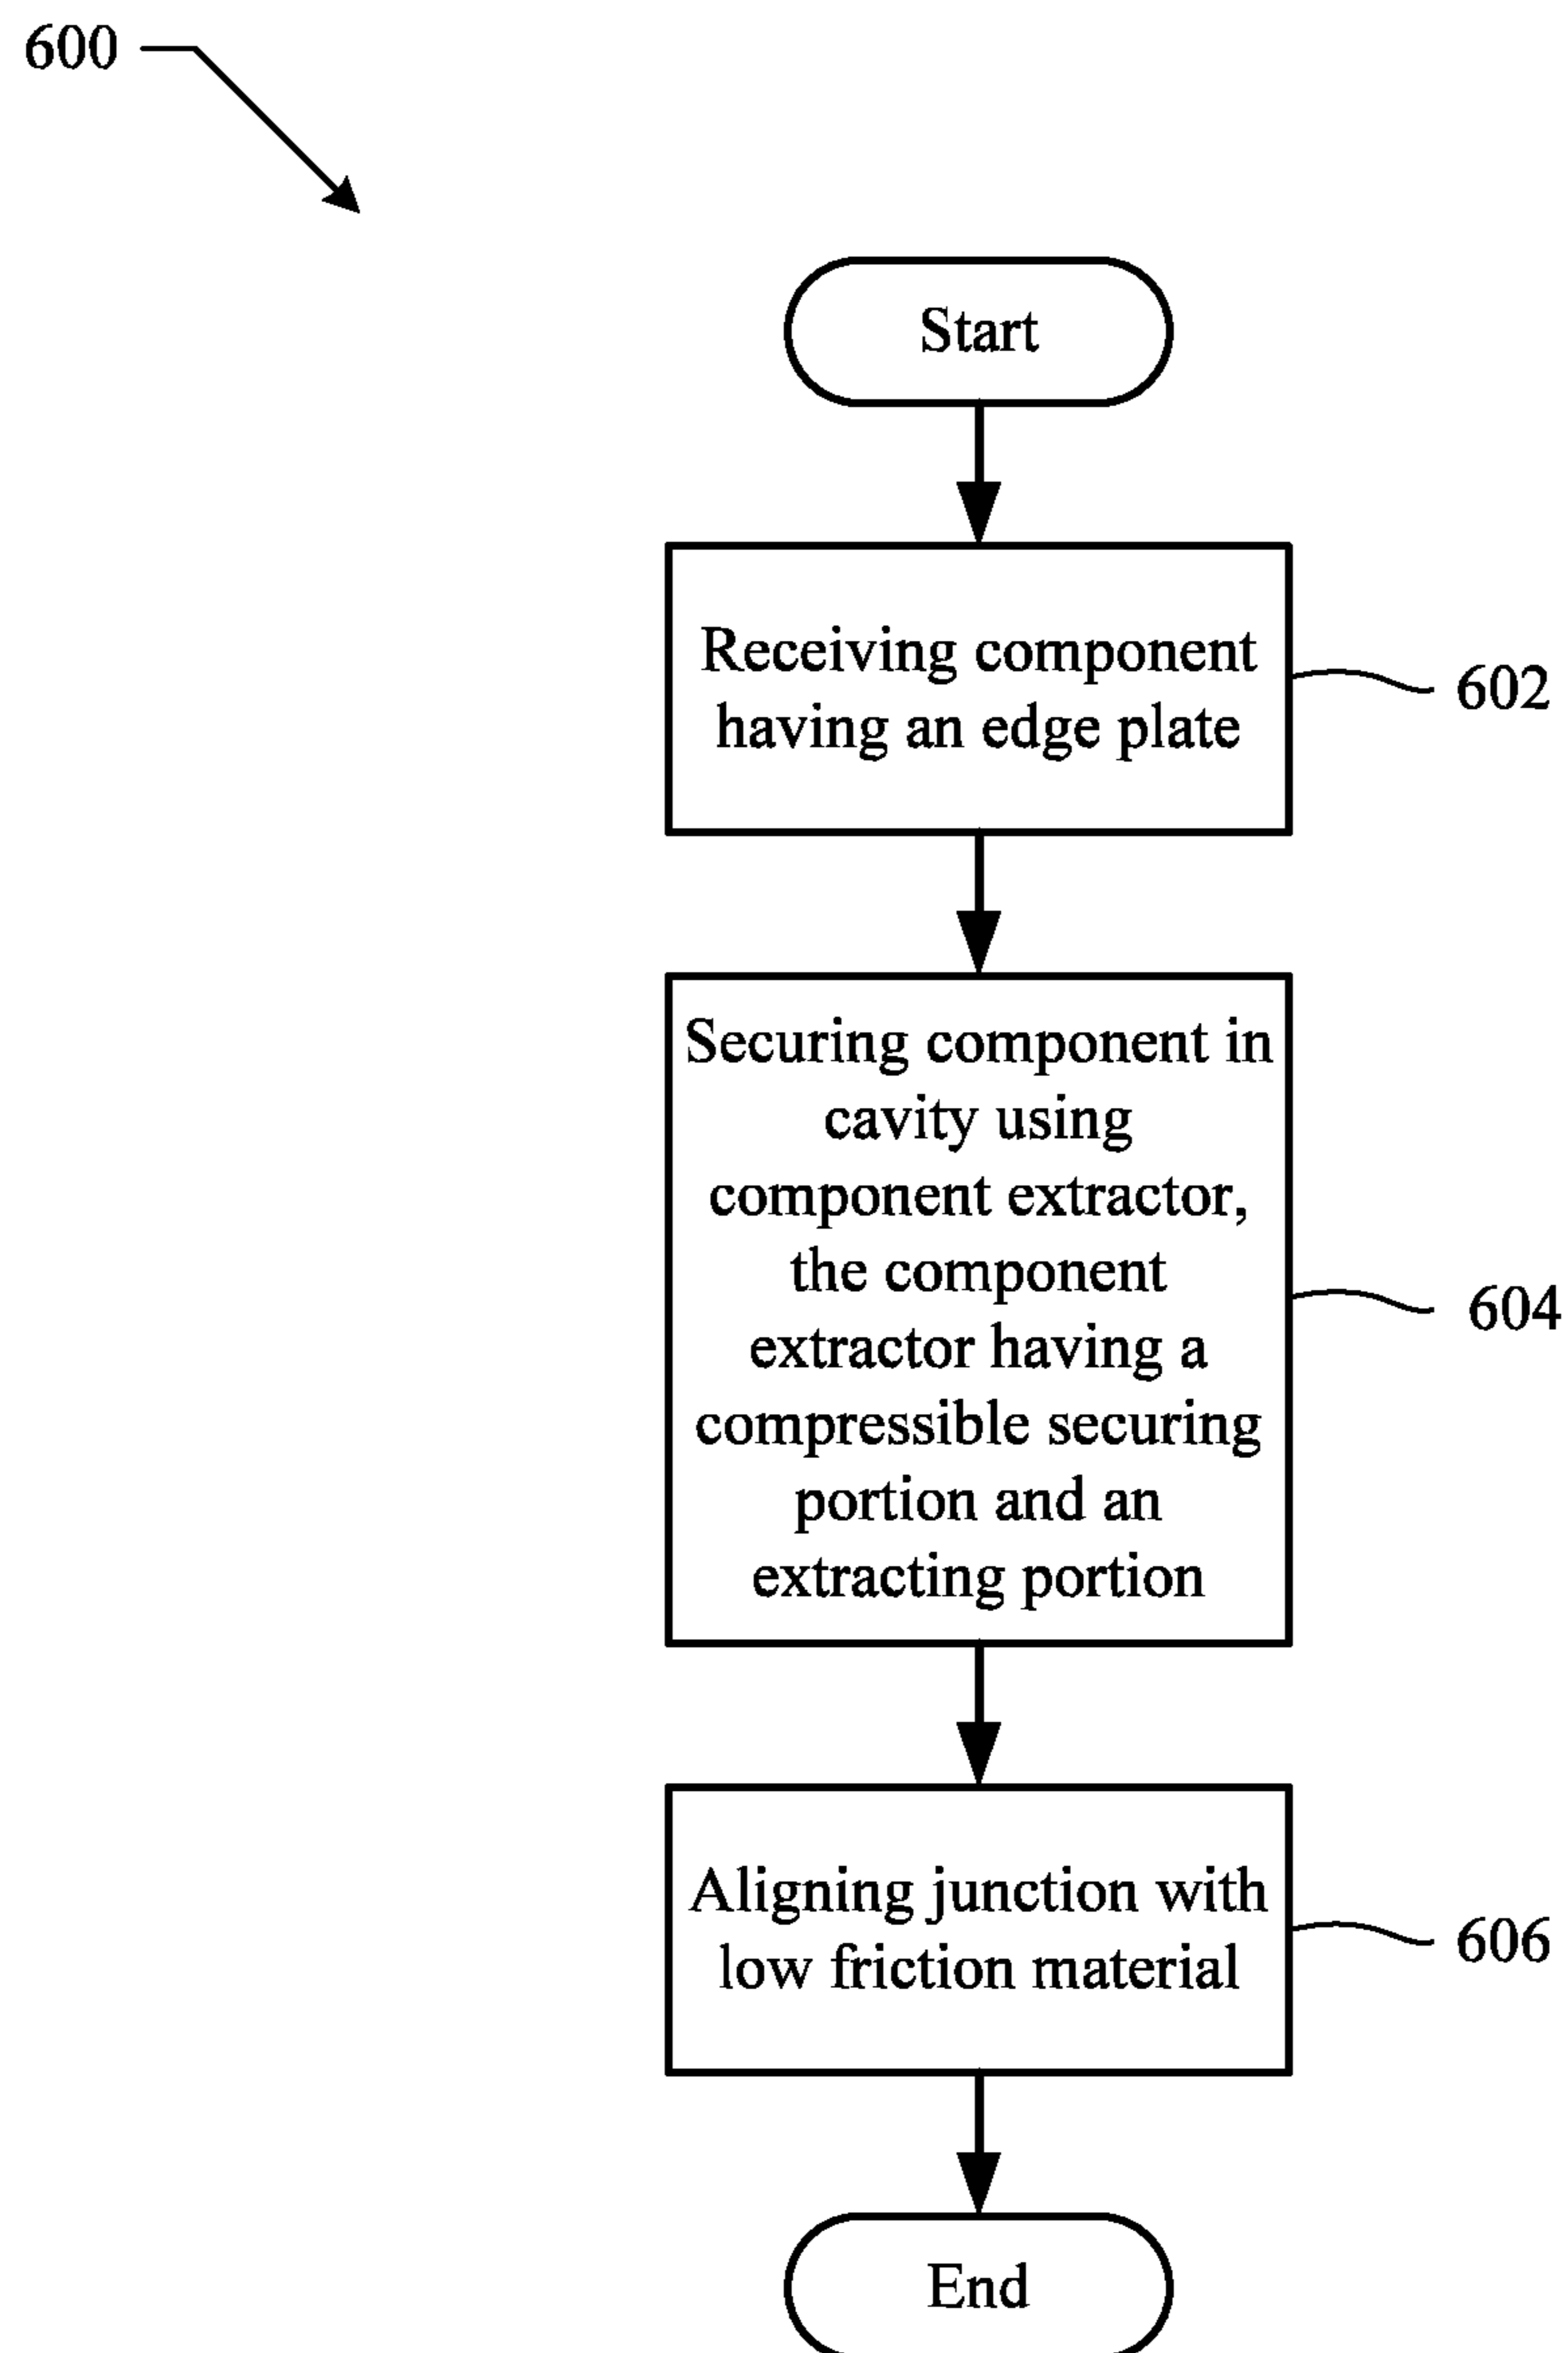 600
Start
Receiving component
having an edge plate
602
Securing component in
cavity using
component extractor,
the component
extractor having a
compressible securing
portion and an
extracting portion
604
Aligning junction with
low friction material
606
End